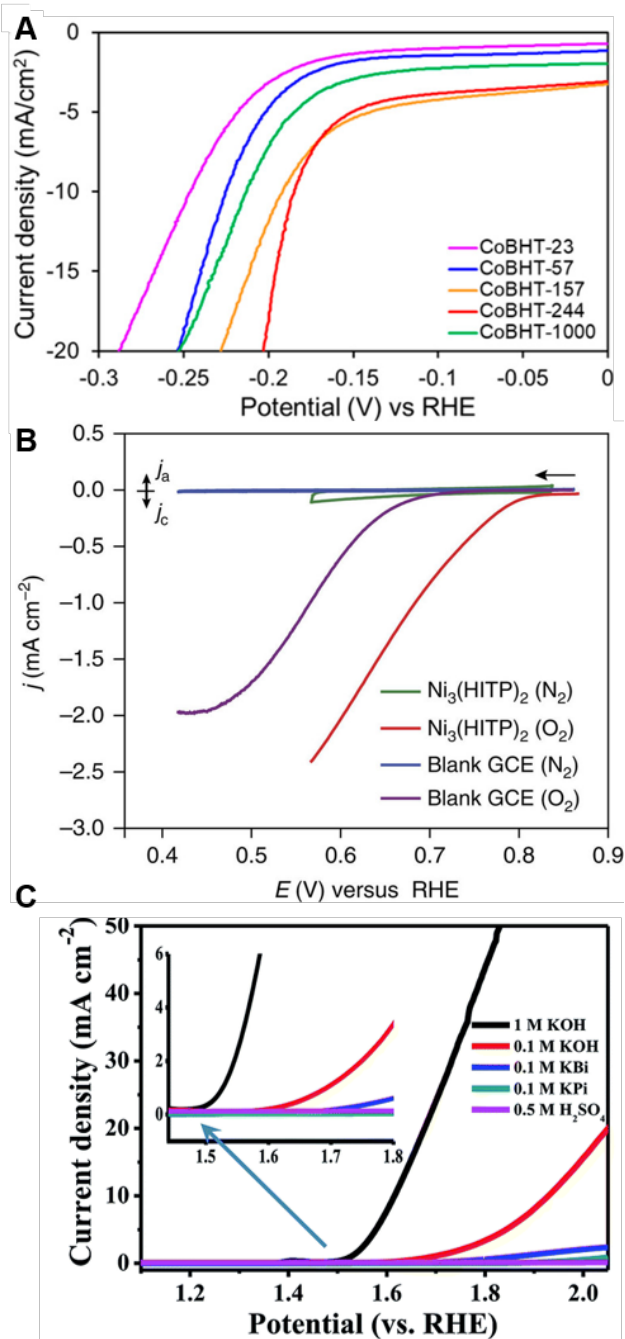 A
Current density (mA/cm²)
0
-5
-10
-15
-20
CoBHT-23
CoBHT-57
CoBHT-157
CoBHT-244
CoBHT-1000
-0.3 -0.25 -0.2 -0.15 -0.1 -0.05 0
Potential (V) vs RHE
B
j (mA cm⁻²)
0.5
0.0
−0.5
−1.0
−1.5
−2.0
−2.5
−3.0
jₐ
j꜀
Ni₃(HITP)₂ (N₂)
Ni₃(HITP)₂ (O₂)
Blank GCE (N₂)
Blank GCE (O₂)
0.4 0.5 0.6 0.7 0.8 0.9
E (V) versus RHE
C
Current density (mA cm⁻²)
50
40
30
20
10
0
6
4
2
0
1.5 1.6 1.7 1.8
1 M KOH
0.1 M KOH
0.1 M KBi
0.1 M KPi
0.5 M H₂SO₄
1.2 1.4 1.6 1.8 2.0
Potential (vs. RHE)